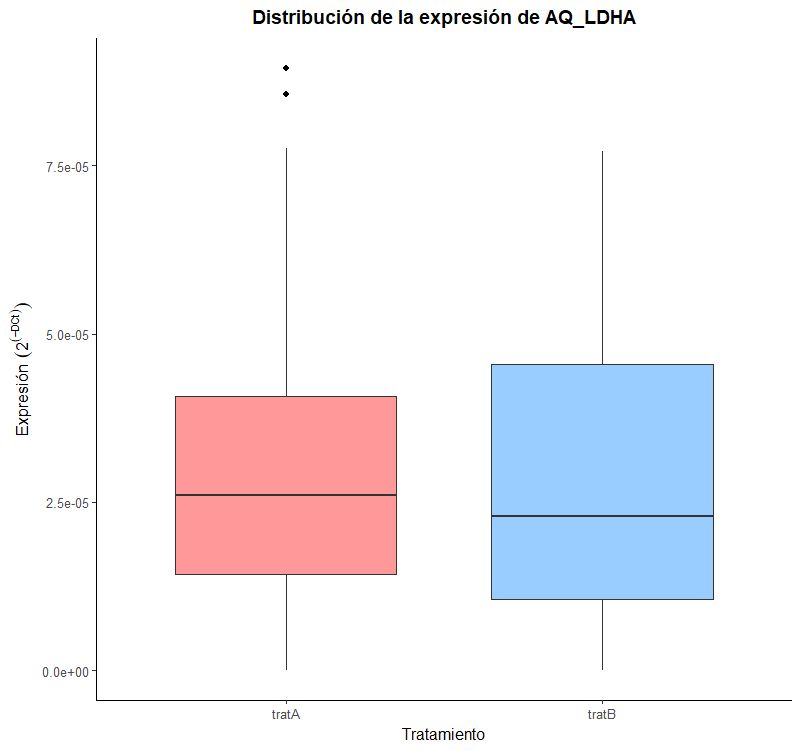 Distribución de la expresión de AQ_LDHA
7.5e-05
5.0e-05
2.5e-05
0.0e+00
Expresión (2^(−DCt))
tratA tratB
Tratamiento